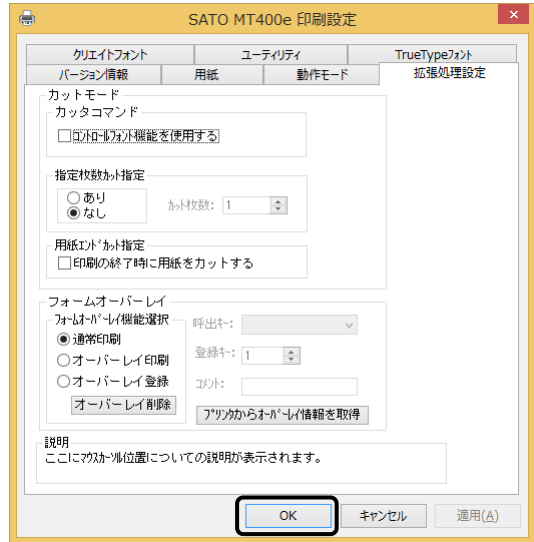 SATO MT400e 印刷設定
×
クリエイトフォント ユーティリティ TrueTypeフォント
バージョン情報 用紙 動作モード 拡張処理設定
カットモード
カッタコマンド
コントロールフォント機能を使用する
指定枚数カット指定
あり
なし
カット枚数: 1
用紙エンドカット指定
印刷の終了時に用紙をカットする
フォームオーバーレイ
フォームオーバーレイ機能選択
通常印刷
オーバーレイ印刷
オーバーレイ登録
オーバーレイ削除
呼出キー:
登録キー: 1
コメント:
プリンタからオーバーレイ情報を取得
説明
ここにマウスカーソル位置についての説明が表示されます。
OK キャンセル 適用(A)